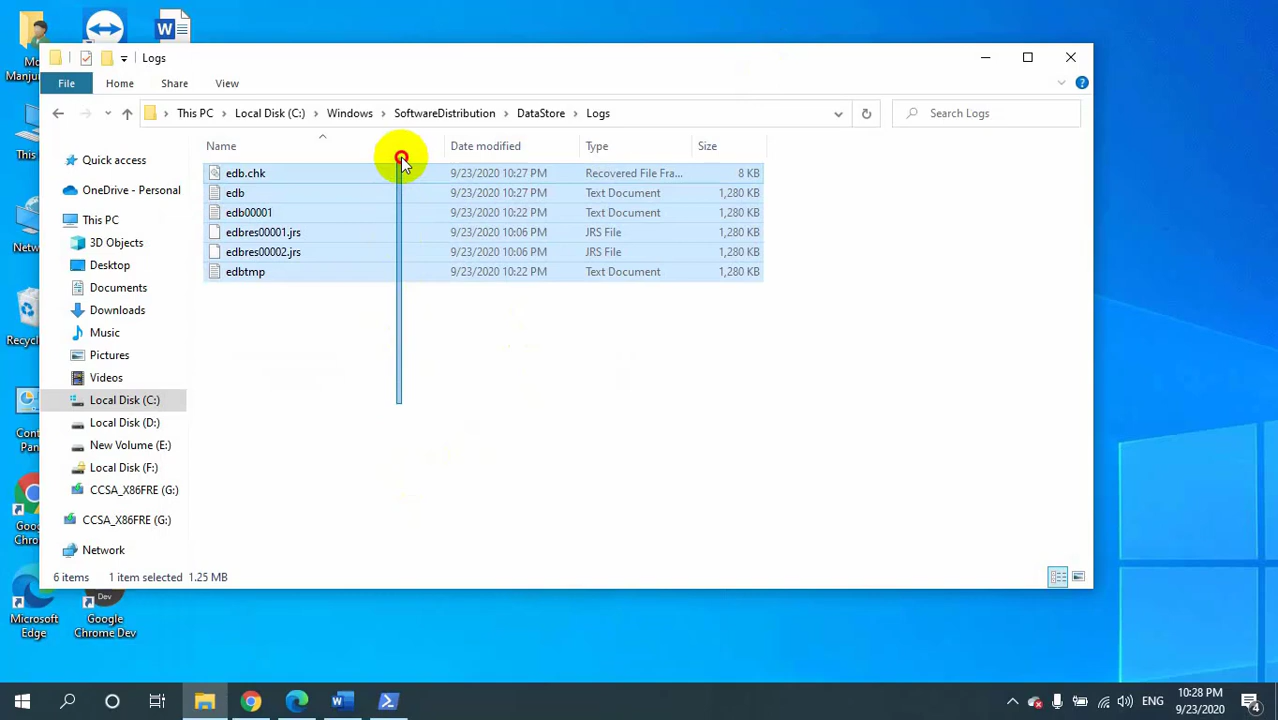 Logs
File
Home
Share
View
This PC
Local Disk (C:)
Windows
SoftwareDistribution
DataStore
Logs
Search Logs
Name
Date modified
Type
Size
edb.chk 9/23/2020 10:27 PM Recovered File Fra... 8 KB
edb 9/23/2020 10:27 PM Text Document 1,280 KB
edb00001 9/23/2020 10:22 PM Text Document 1,280 KB
edbres00001.jrs 9/23/2020 10:06 PM JRS File 1,280 KB
edbres00002.jrs 9/23/2020 10:06 PM JRS File 1,280 KB
edbtmp 9/23/2020 10:22 PM Text Document 1,280 KB
Quick access
OneDrive - Personal
This PC
3D Objects
Desktop
Documents
Downloads
Music
Pictures
Videos
Local Disk (C:)
Local Disk (D:)
New Volume (E:)
Local Disk (F:)
CCSA_X86FRE (G:)
CCSA_X86FRE (G:)
Network
6 items 1 item selected 1.25 MB
Mo
Manju
This
Netw
Recyc
Cont
Pan
Goog
Chro
Microsoft
Edge
Dev
Google
Chrome Dev
W
W
ENG
10:28 PM
9/23/2020
4